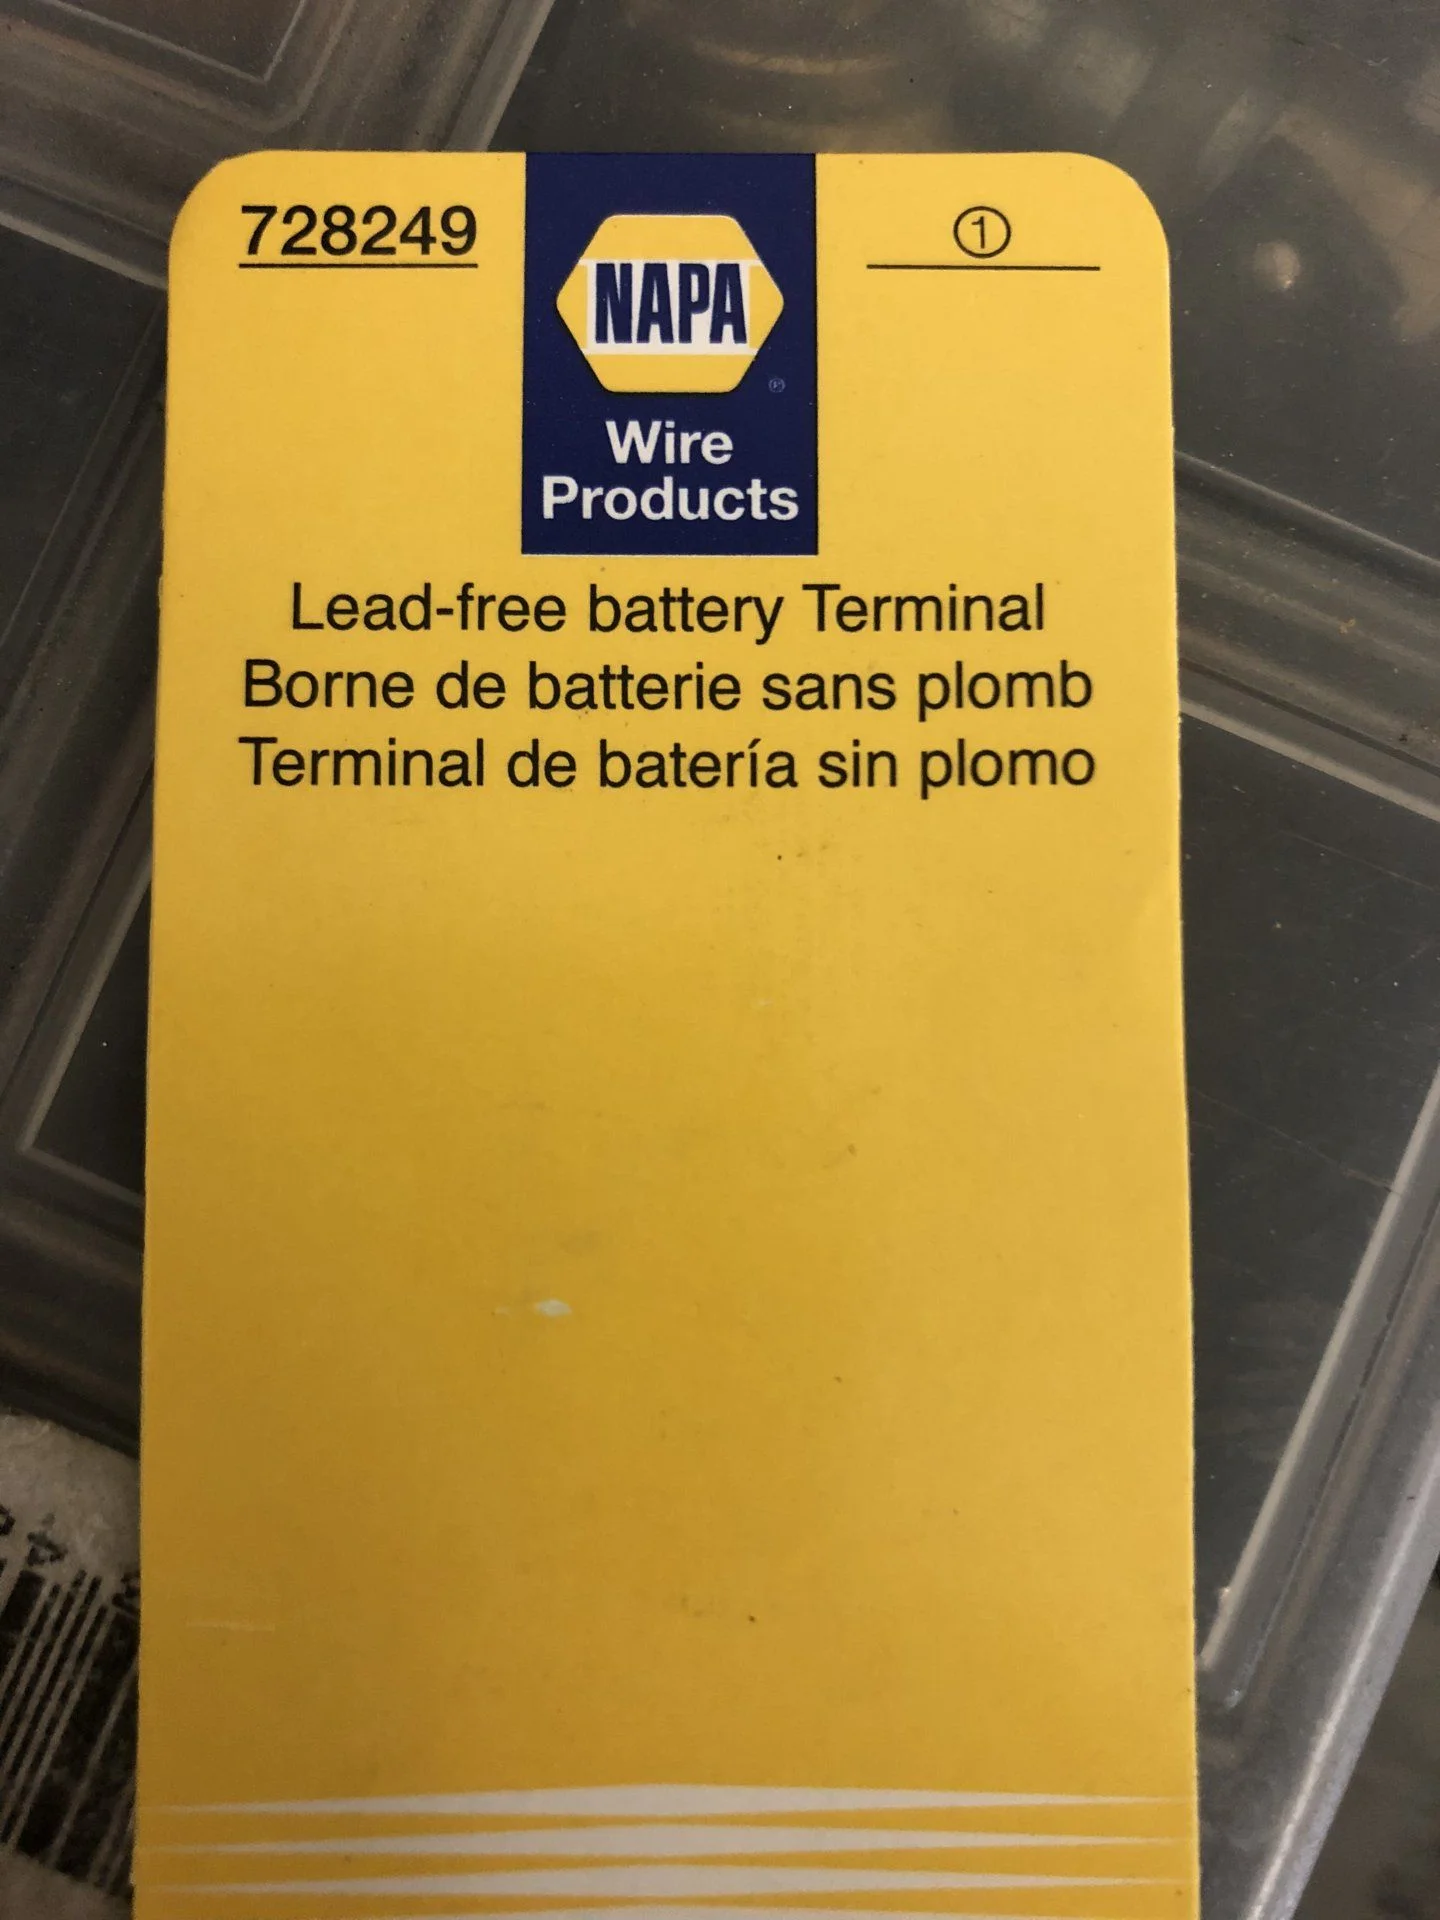 728249
①
NAPA
®
Wire
Products
Lead-free battery Terminal
Borne de batterie sans plomb
Terminal de batería sin plomo